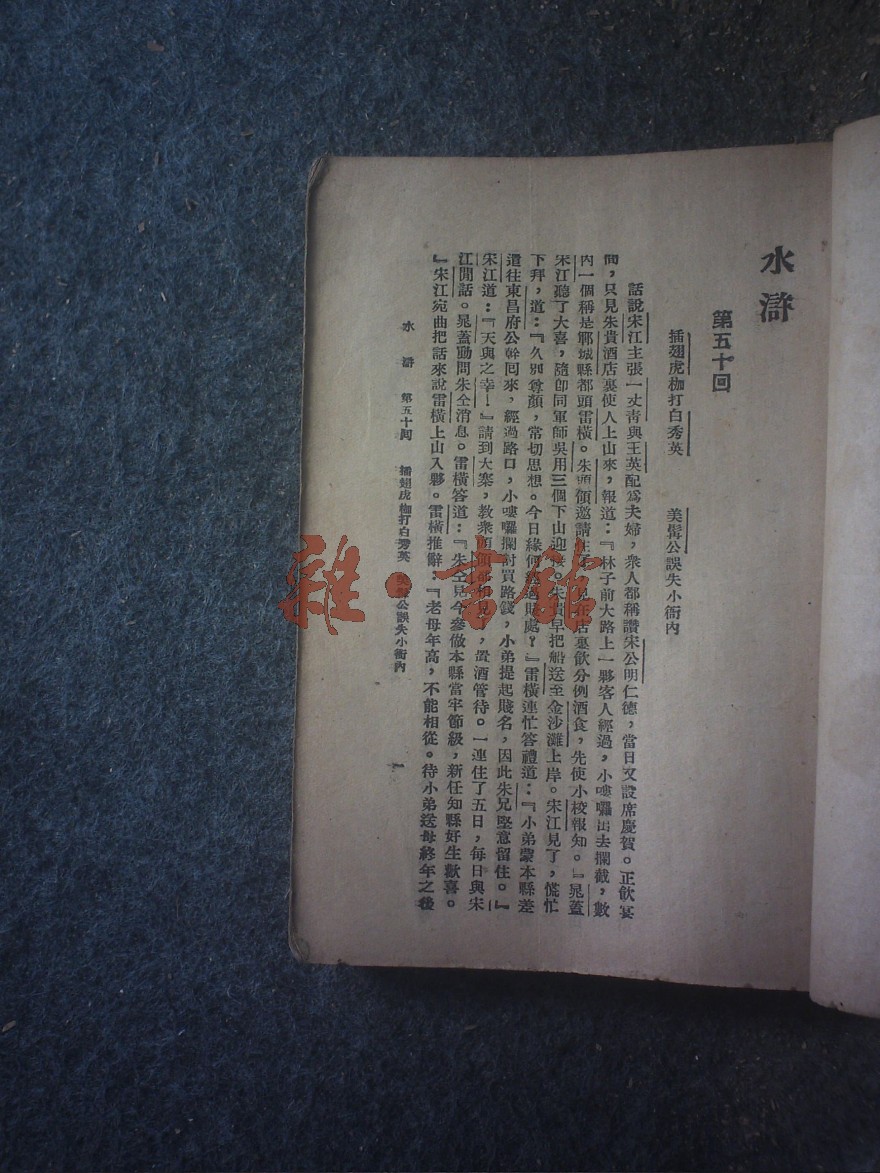 水滸
第五十回
插翅虎枷打白秀英　美髯公誤失小衙內
話說宋江主張一丈青與王英配爲夫婦，衆人都稱讚宋公明仁德，當日又設席慶賀。正飲宴
間，只見朱貴酒店裏使人上山來，報道：『林子前大路上一夥客人經過，小嘍囉出去攔截，數
內一個稱是鄆城縣都頭雷橫。朱頭領邀請住了，見在店裏飲分例酒食，先使小校報知。』晁蓋
宋江聽了大喜，隨卽同軍師吳用三個下山迎接。朱貴早把船送至金沙灘上岸。宋江見了，慌忙
下拜，道：『久別尊顏，常切思想。今日緣何過賤處？』雷橫連忙答禮道：『小弟蒙本縣差
遣往東昌府公幹回來，經過路口，小嘍囉攔討買路錢，小弟提起賤名，因此朱兄堅意留住。』
宋江道：『天與之幸！』請到大寨，教衆頭領都相見了，置酒管待。一連住了五日，每日與宋
江閒話。晁蓋動問朱仝消息。雷橫答道：『朱仝見今參做本縣當牢節級，新任知縣好生歡喜。
』宋江宛曲把話來說雷橫上山入夥。雷橫推辭：『老母年高，不能相從。待小弟送母終年之後
水滸　第五十回　插翅虎枷打白秀英　美髯公誤失小衙內　一
雜·書館